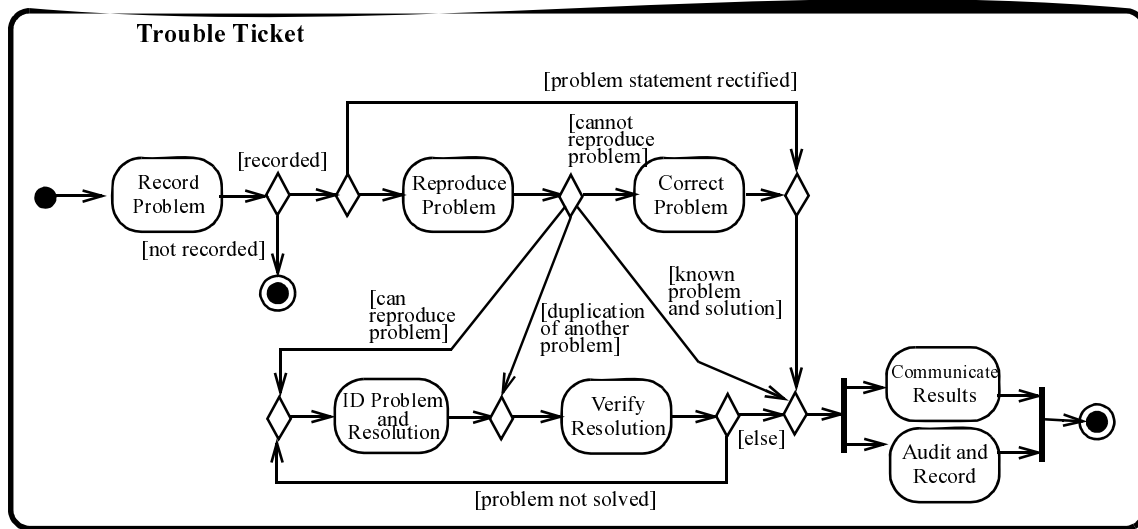 Trouble Ticket
[problem statement rectified]
[cannot
reproduce
problem]
[recorded]
Record
Problem
Reproduce
Problem
Correct
Problem
[not recorded]
[can
reproduce
problem]
[duplication
of another
problem]
[known
problem
and solution]
ID Problem
and
Resolution
Verify
Resolution
[else]
Communicate
Results
Audit and
Record
[problem not solved]